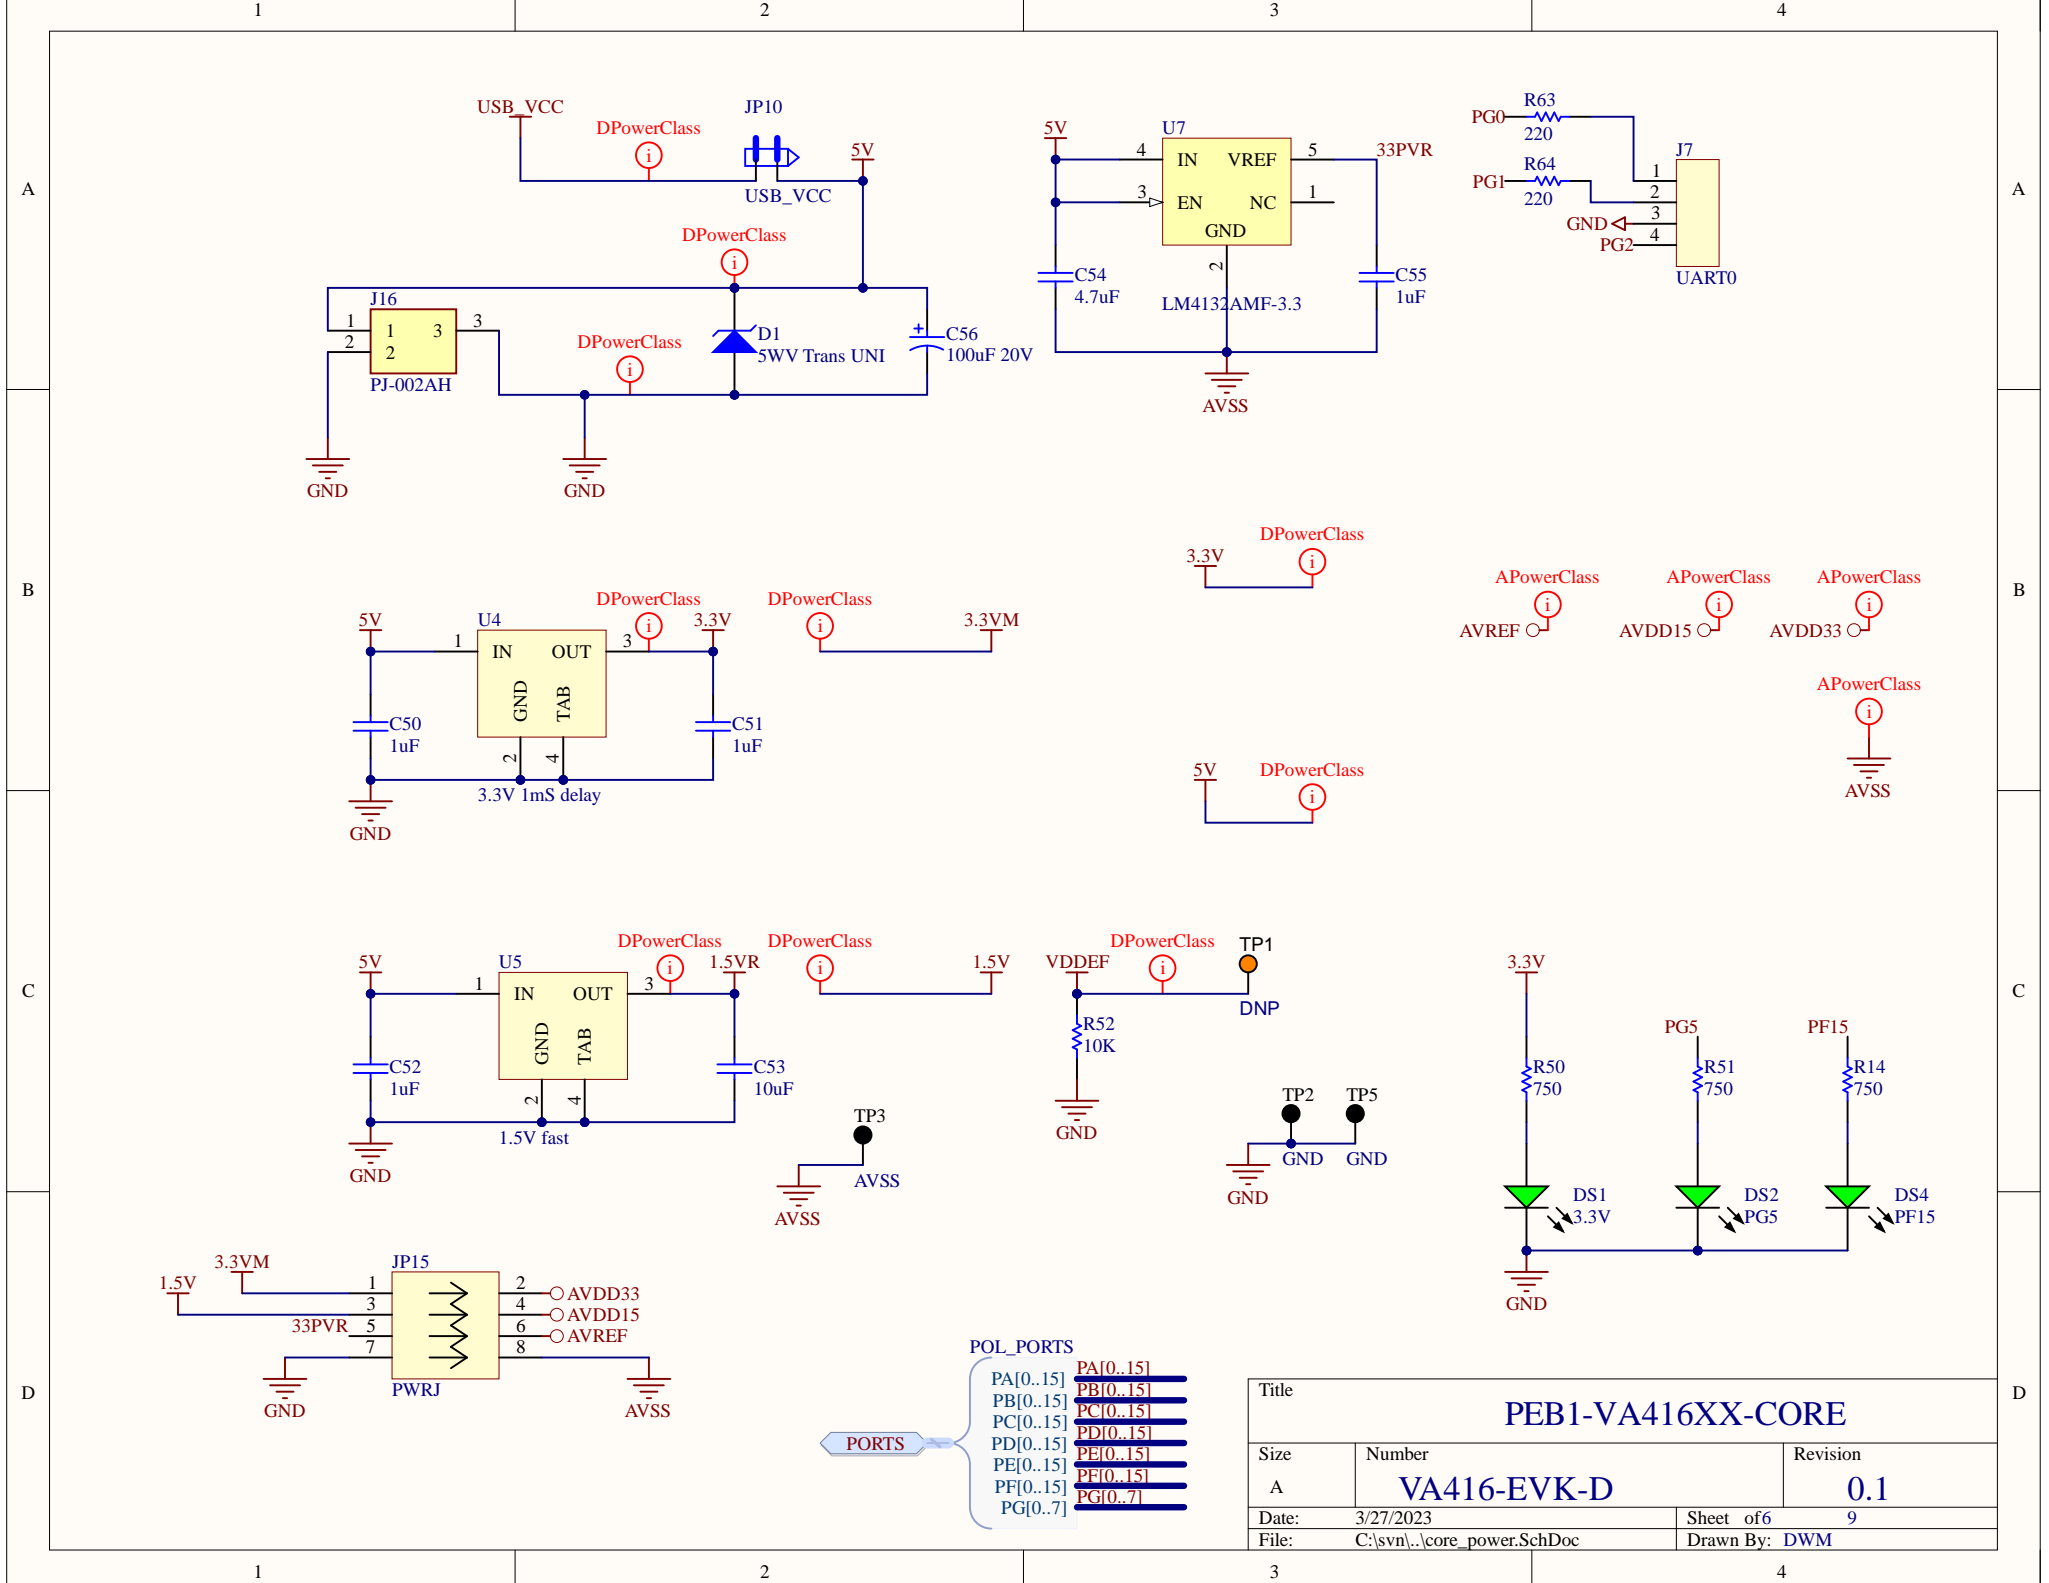 1 2 3 4
A
A
USB_VCC
DPowerClass
i
JP10
USB_VCC
5V
DPowerClass
i
J16
1
2
1
2
3
3
PJ-002AH
DPowerClass
i
D1
5WV Trans UNI
+
C56
100uF 20V
GND
GND
5V
U7
4
IN
VREF
5
33PVR
3
EN
NC
1
GND
2
C54
4.7uF
LM4132AMF-3.3
C55
1uF
AVSS
PG0
R63
220
PG1
R64
220
J7
1
2
GND
3
PG2
4
UART0
B
B
5V
U4
1
IN
OUT
3
GND
TAB
2
4
DPowerClass
i
3.3V
C50
1uF
C51
1uF
3.3V 1mS delay
GND
DPowerClass
i
3.3VM
3.3V
DPowerClass
i
5V
DPowerClass
i
APowerClass
i
AVREF
APowerClass
i
AVDD15
APowerClass
i
AVDD33
APowerClass
i
AVSS
C
C
5V
U5
1
IN
OUT
3
GND
TAB
2
4
DPowerClass
i
1.5VR
C52
1uF
C53
10uF
1.5V fast
GND
DPowerClass
i
1.5V
TP3
AVSS
AVSS
VDDEF
DPowerClass
i
TP1
DNP
R52
10K
GND
TP2
TP5
GND
GND
GND
3.3V
R50
750
DS1
3.3V
PG5
R51
750
DS2
PG5
PF15
R14
750
DS4
PF15
GND
D
D
1.5V
3.3VM
33PVR
JP15
1
3
5
7
2
4
6
8
AVDD33
AVDD15
AVREF
PWRJ
GND
AVSS
PORTS
POL_PORTS
PA[0..15] PA[0..15]
PB[0..15] PB[0..15]
PC[0..15] PC[0..15]
PD[0..15] PD[0..15]
PE[0..15] PE[0..15]
PF[0..15] PF[0..15]
PG[0..7] PG[0..7]
Title
PEB1-VA416XX-CORE
Size
A
Number
VA416-EVK-D
Revision
0.1
Date: 3/27/2023
Sheet of6 9
File: C:\svn\..\core_power.SchDoc
Drawn By: DWM
1 2 3 4